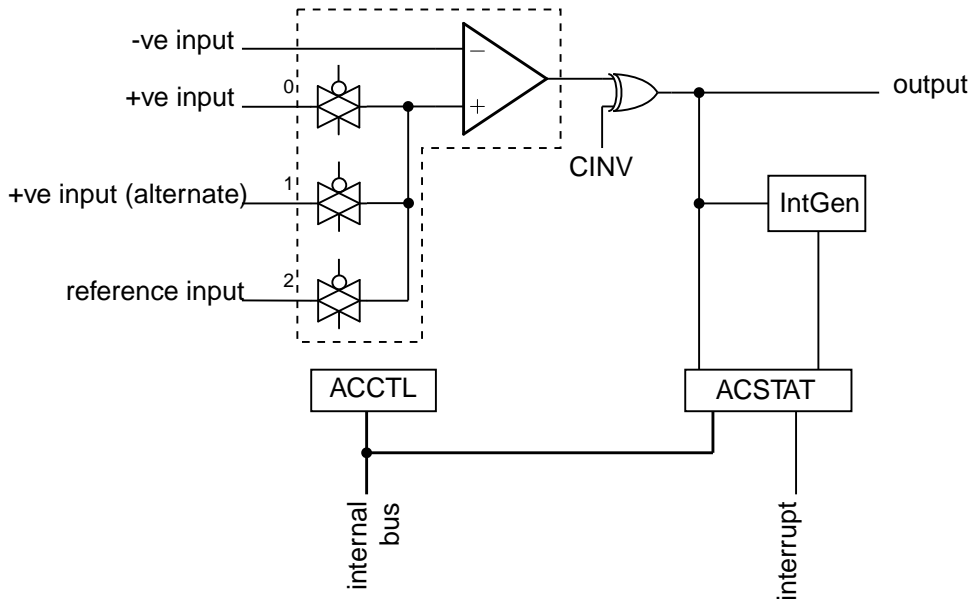 -ve input
−
output
+ve input
0
+
CINV
+ve input (alternate)
1
IntGen
reference input
2
ACCTL
ACSTAT
internal
bus
interrupt